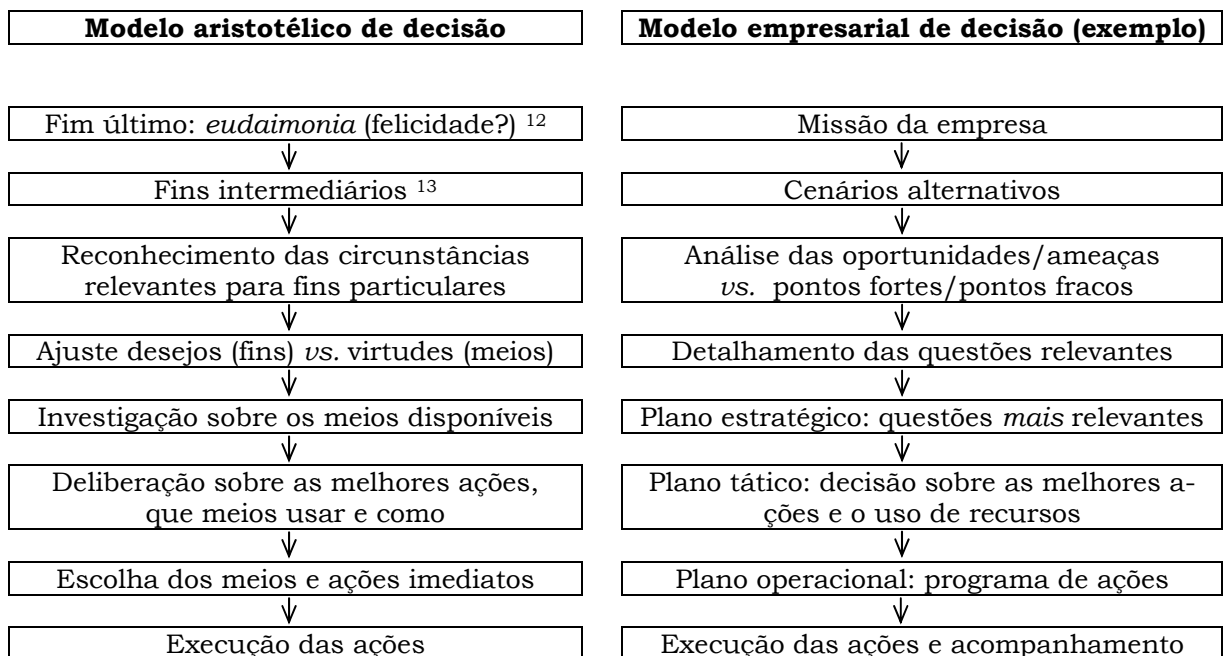 Modelo aristotélico de decisão
Modelo empresarial de decisão (exemplo)
Fim último: eudaimonia (felicidade?) 12
Missão da empresa
Fins intermediários 13
Cenários alternativos
Reconhecimento das circunstâncias
relevantes para fins particulares
Análise das oportunidades/ameaças
vs. pontos fortes/pontos fracos
Ajuste desejos (fins) vs. virtudes (meios)
Detalhamento das questões relevantes
Investigação sobre os meios disponíveis
Plano estratégico: questões mais relevantes
Deliberação sobre as melhores ações,
que meios usar e como
Plano tático: decisão sobre as melhores a-
ções e o uso de recursos
Escolha dos meios e ações imediatos
Plano operacional: programa de ações
Execução das ações
Execução das ações e acompanhamento